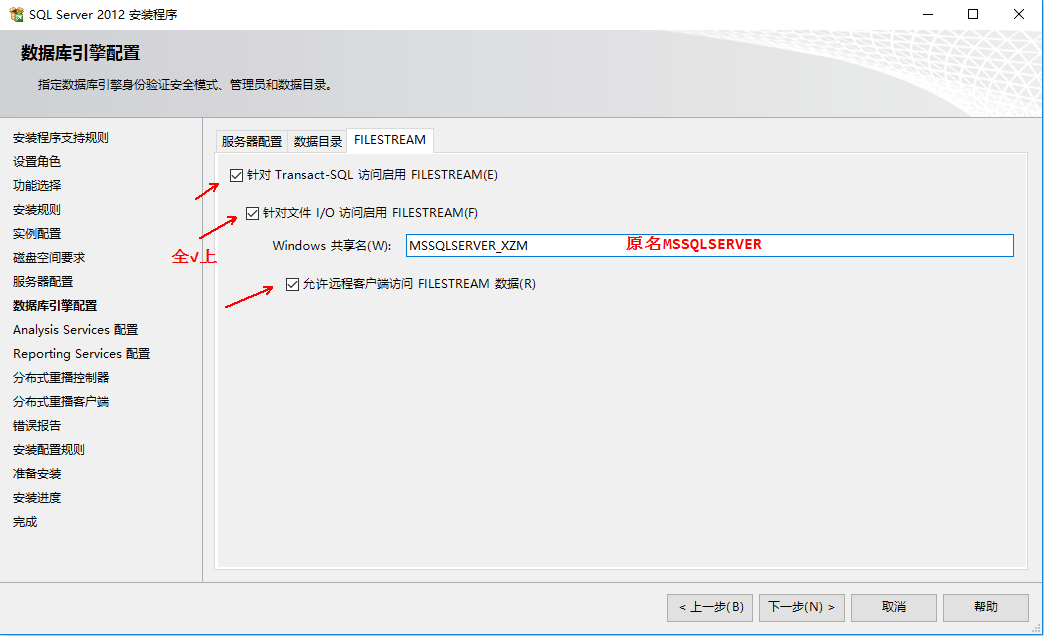 SQL Server 2012 安装程序
数据库引擎配置
指定数据库引擎身份验证安全模式、管理员和数据目录。
安装程序支持规则
设置角色
功能选择
安装规则
实例配置
磁盘空间要求
服务器配置
数据库引擎配置
Analysis Services 配置
Reporting Services 配置
分布式重播控制器
分布式重播客户端
错误报告
安装配置规则
准备安装
安装进度
完成
服务器配置 数据目录 FILESTREAM
针对 Transact-SQL 访问启用 FILESTREAM(E)
针对文件 I/O 访问启用 FILESTREAM(F)
全√上
Windows 共享名(W): MSSQLSERVER_XZM 原名MSSQLSERVER
允许远程客户端访问 FILESTREAM 数据(R)
< 上一步(B) 下一步(N) > 取消 帮助